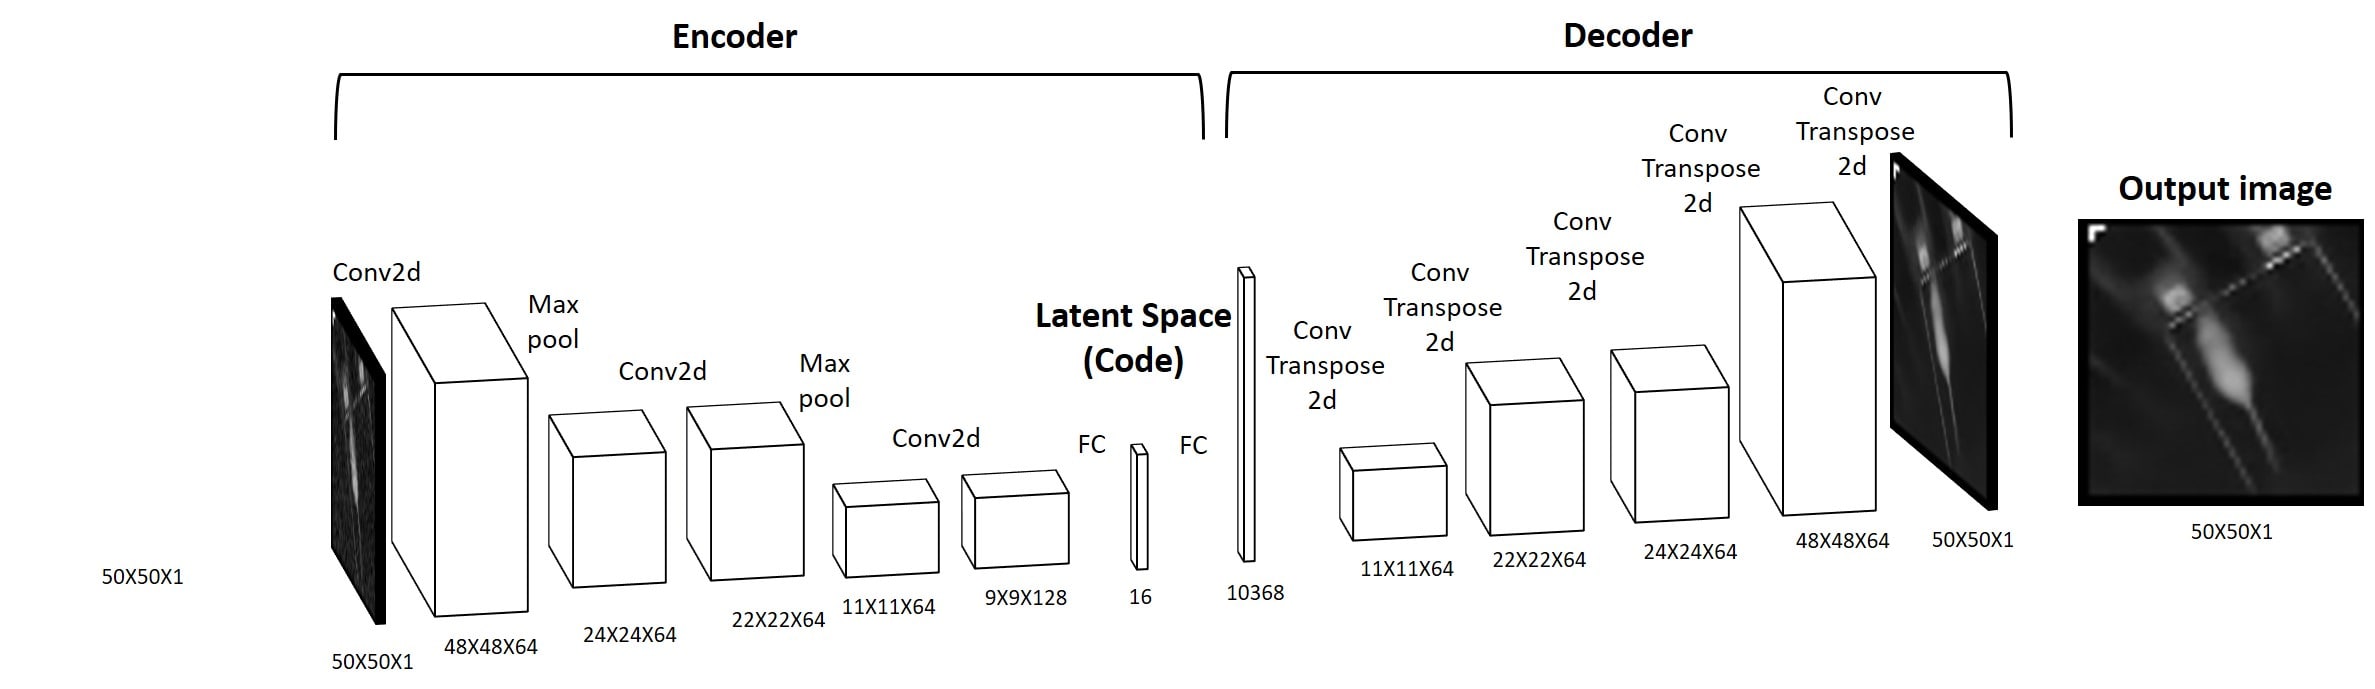 Encoder
Decoder
Conv
Transpose
2d
Conv
Transpose
2d
Output image
Conv
Transpose
2d
Conv2d
Conv
Transpose
2d
Max
pool
Latent Space
(Code)
Conv
Transpose
2d
Conv2d
Max
pool
Conv2d
FC
FC
50X50X1
50X50X1
48X48X64
24X24X64
22X22X64
11X11X64
9X9X128
16
10368
11X11X64
22X22X64
24X24X64
48X48X64
50X50X1
50X50X1